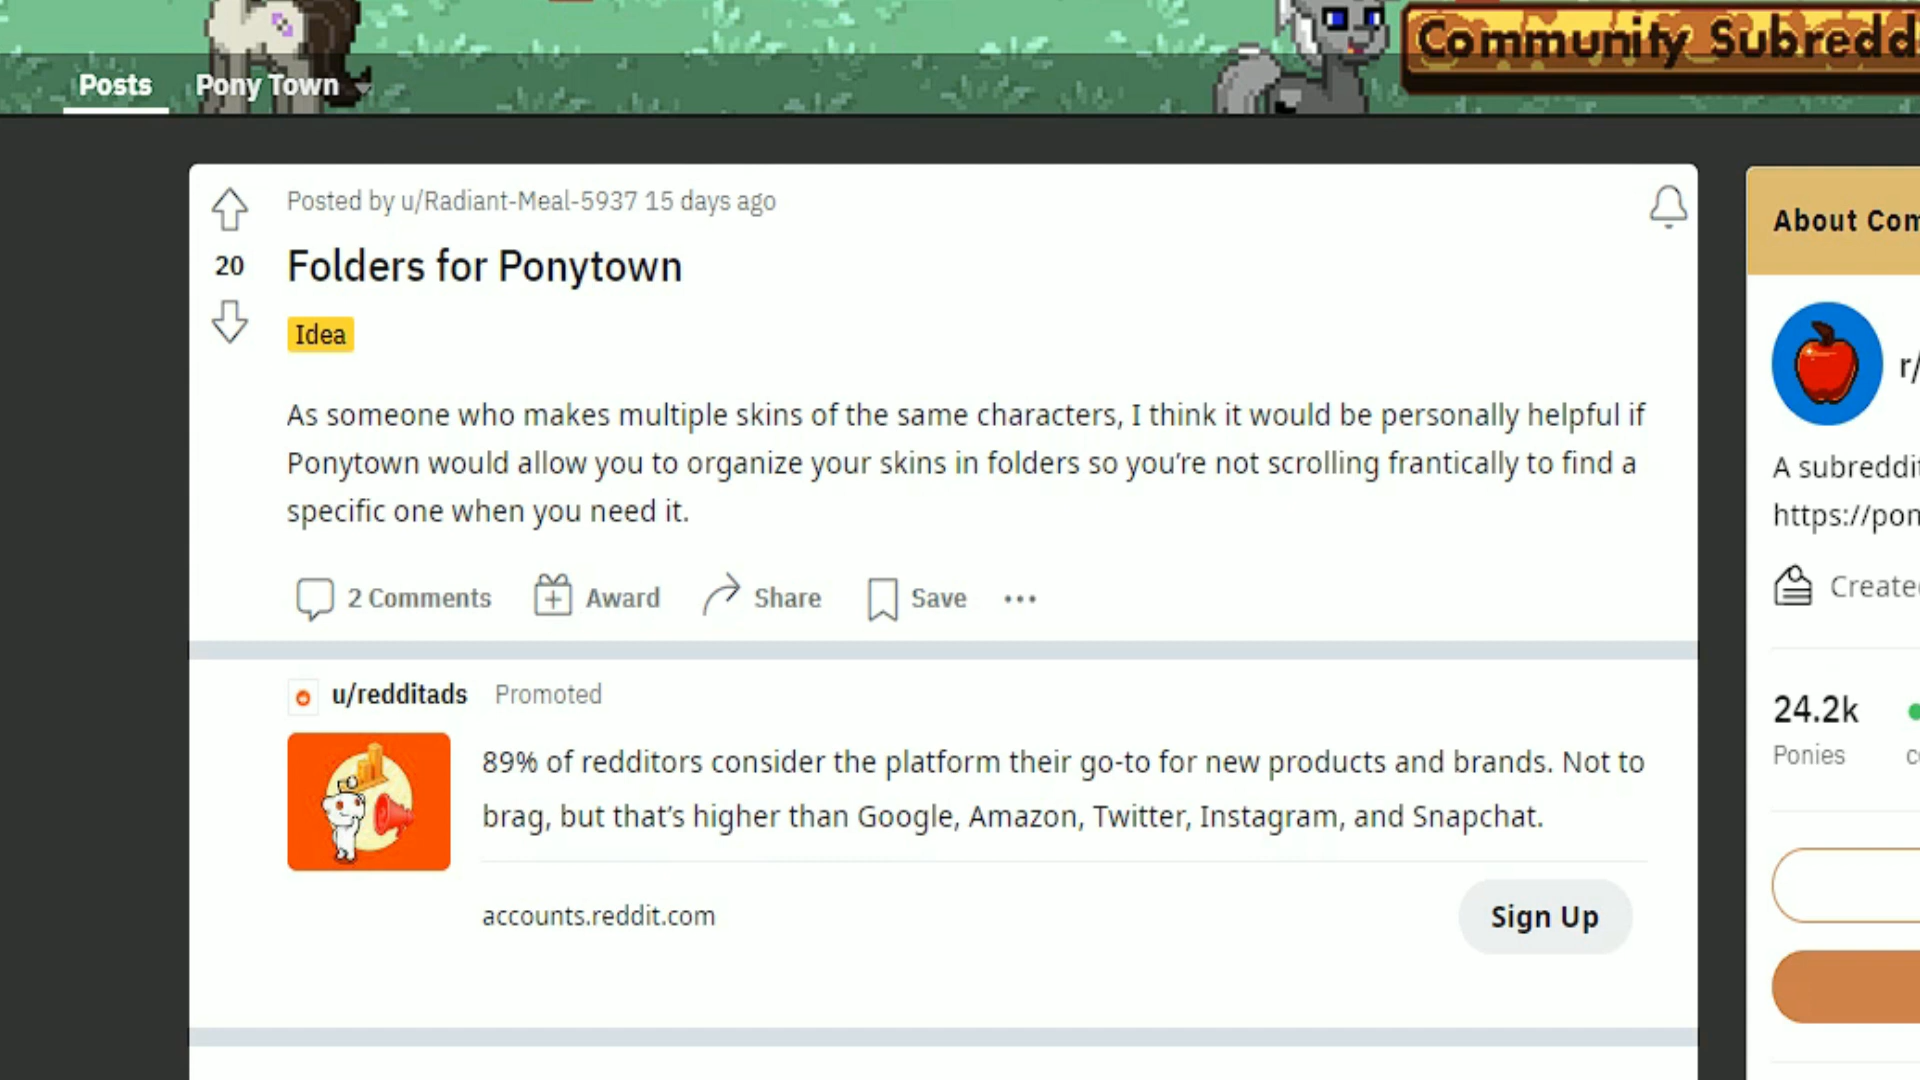 Community Subredd
Posts
Pony Town
Posted by u/Radiant-Meal-5937 15 days ago
20
Folders for Ponytown
Idea
As someone who makes multiple skins of the same characters, I think it would be personally helpful if
Ponytown would allow you to organize your skins in folders so you’re not scrolling frantically to find a
specific one when you need it.
2 Comments
Award
Share
Save
u/redditads Promoted
89% of redditors consider the platform their go-to for new products and brands. Not to
brag, but that’s higher than Google, Amazon, Twitter, Instagram, and Snapchat.
accounts.reddit.com
Sign Up
About Com
r/
A subreddit
https://pon
Created
24.2k
Ponies